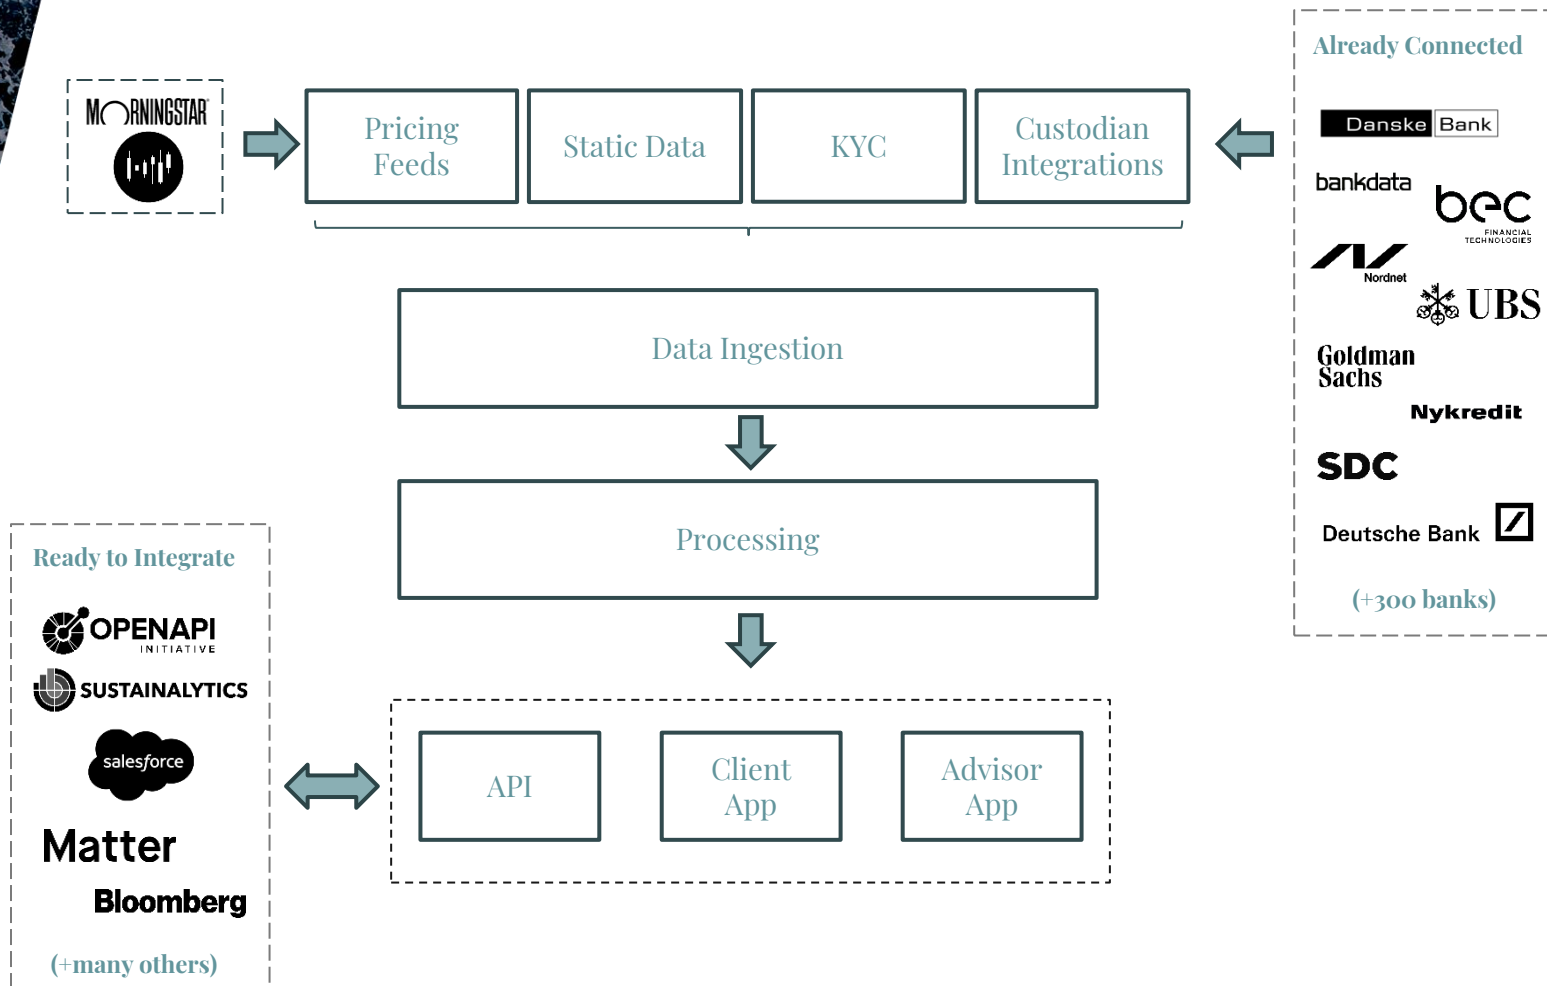 MORNINGSTAR
Pricing
Feeds
Static Data
KYC
Custodian
Integrations
Already Connected
Danske Bank
bankdata
bec
FINANCIAL
TECHNOLOGIES
Nordnet
UBS
Goldman
Sachs
Nykredit
SDC
Deutsche Bank
(+300 banks)
Data Ingestion
Processing
Ready to Integrate
OPENAPI
INITIATIVE
SUSTAINALYTICS
salesforce
Matter
Bloomberg
(+many others)
API
Client
App
Advisor
App